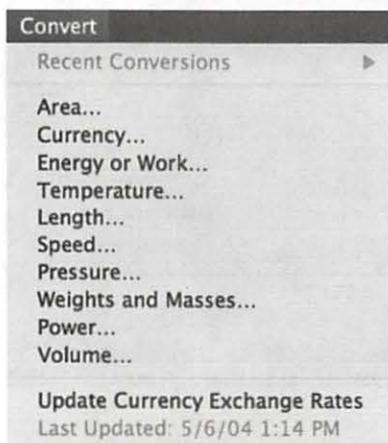 Convert
Recent Conversions
Area...
Currency...
Energy or Work...
Temperature...
Length...
Speed...
Pressure...
Weights and Masses...
Power...
Volume...
Update Currency Exchange Rates
Last Updated: 5/6/04 1:14 PM